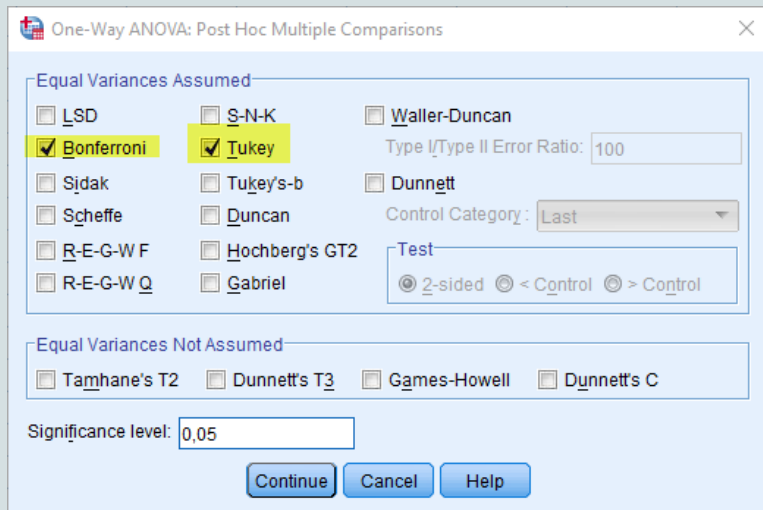 One-Way ANOVA: Post Hoc Multiple Comparisons
Equal Variances Assumed
LSD S-N-K Waller-Duncan
Bonferroni Tukey Type I/Type II Error Ratio: 100
Sidak Tukey's-b Dunnett
Scheffe Duncan Control Category: Last
R-E-G-W F Hochberg's GT2 Test
R-E-G-W Q Gabriel 2-sided < Control > Control
Equal Variances Not Assumed
Tamhane's T2 Dunnett's T3 Games-Howell Dunnett's C
Significance level: 0,05
Continue Cancel Help